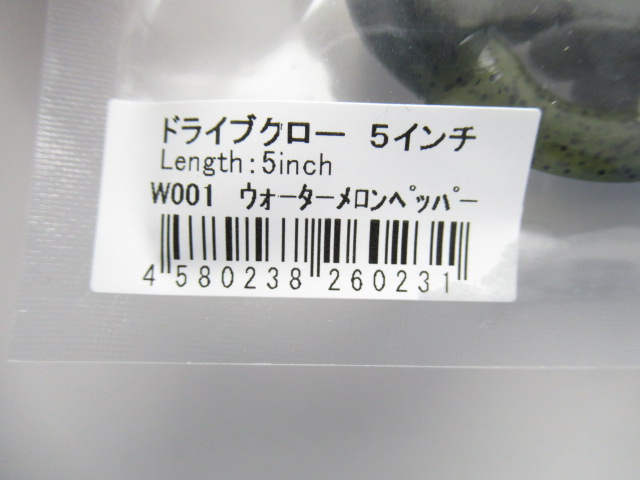 ドライブクロー 5インチ
Length:5inch
W001 ウォーターメロンペッパー
4 580238 260231